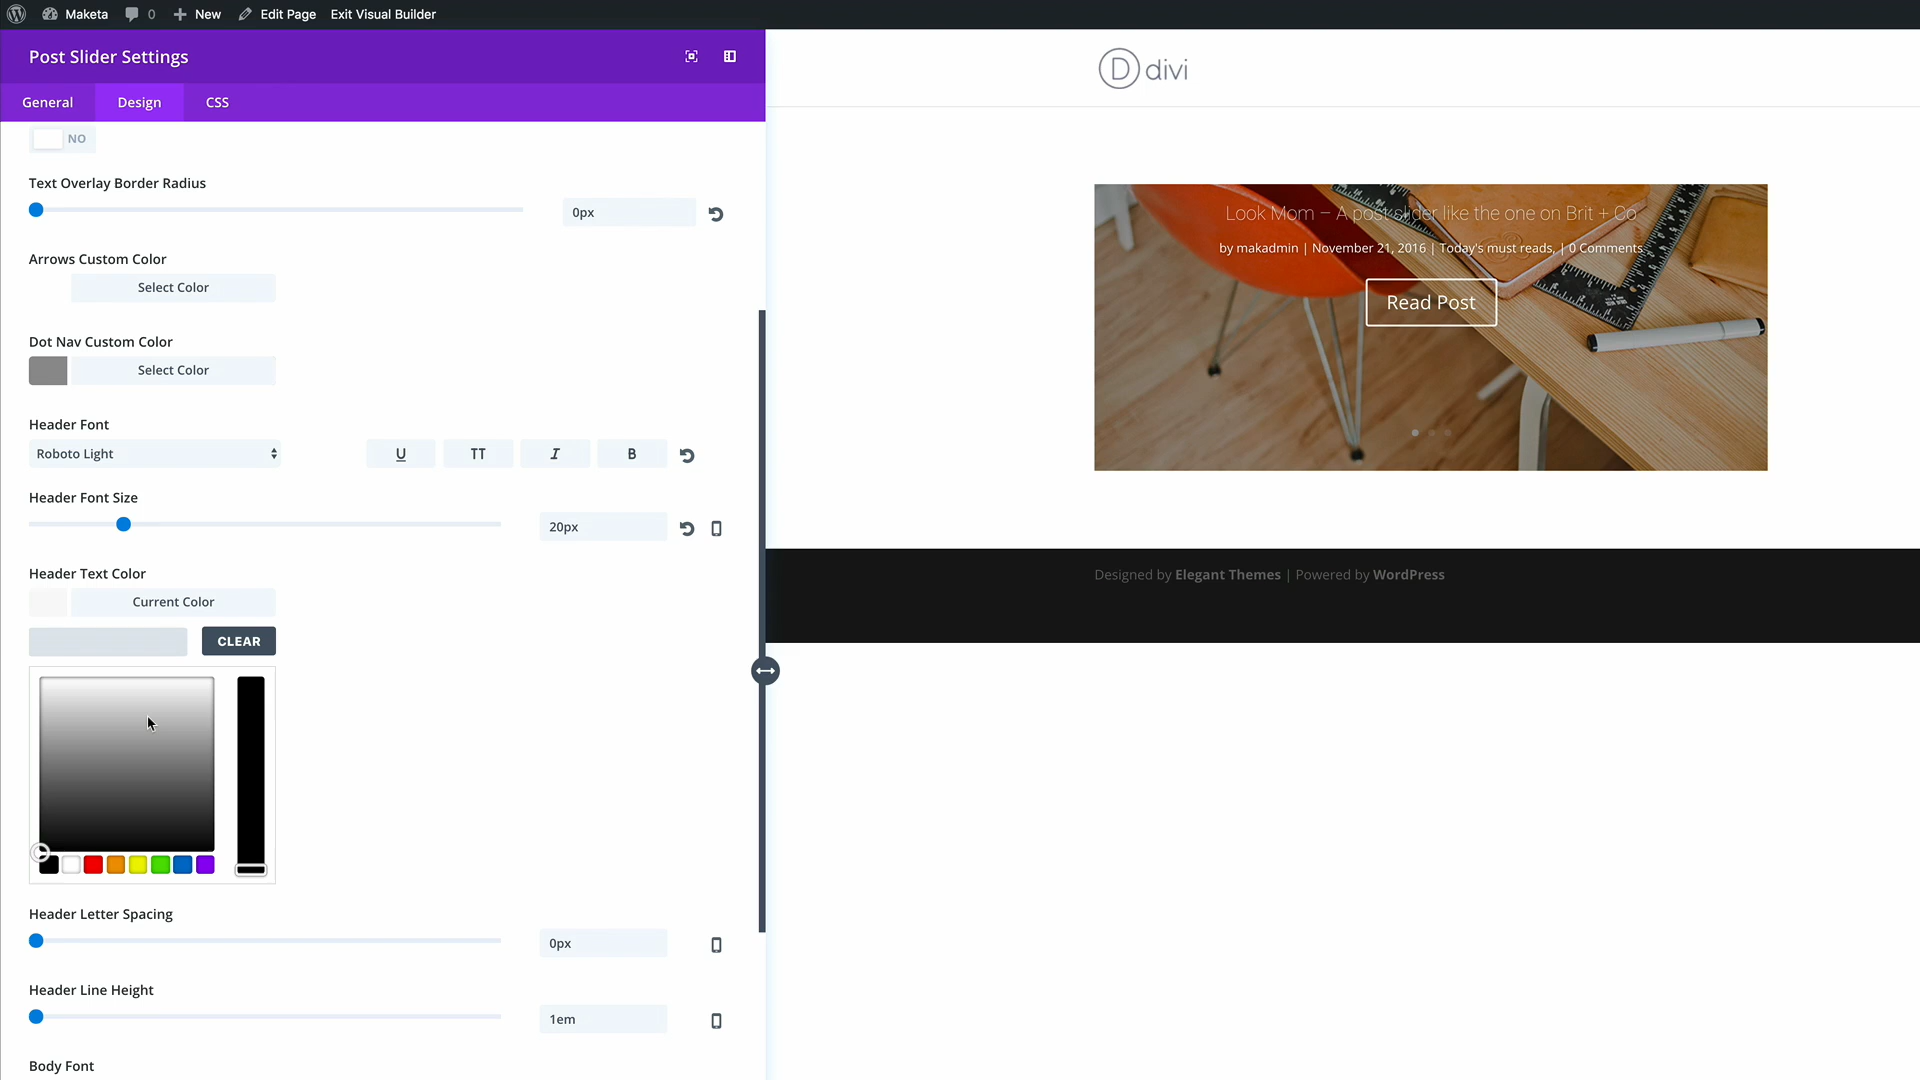 Maketa 0 New Edit Page Exit Visual Builder
Post Slider Settings
General Design CSS
NO
Text Overlay Border Radius
0px
Arrows Custom Color
Select Color
Dot Nav Custom Color
Select Color
Header Font
Roboto Light U TT I B
Header Font Size
20px
Header Text Color
Current Color
CLEAR
Header Letter Spacing
0px
Header Line Height
1em
Body Font
D divi
Look Mom – A post slider like the one on Brit + Co
by makadmin | November 21, 2016 | Today's must reads, | 0 Comments
Read Post
Designed by Elegant Themes | Powered by WordPress